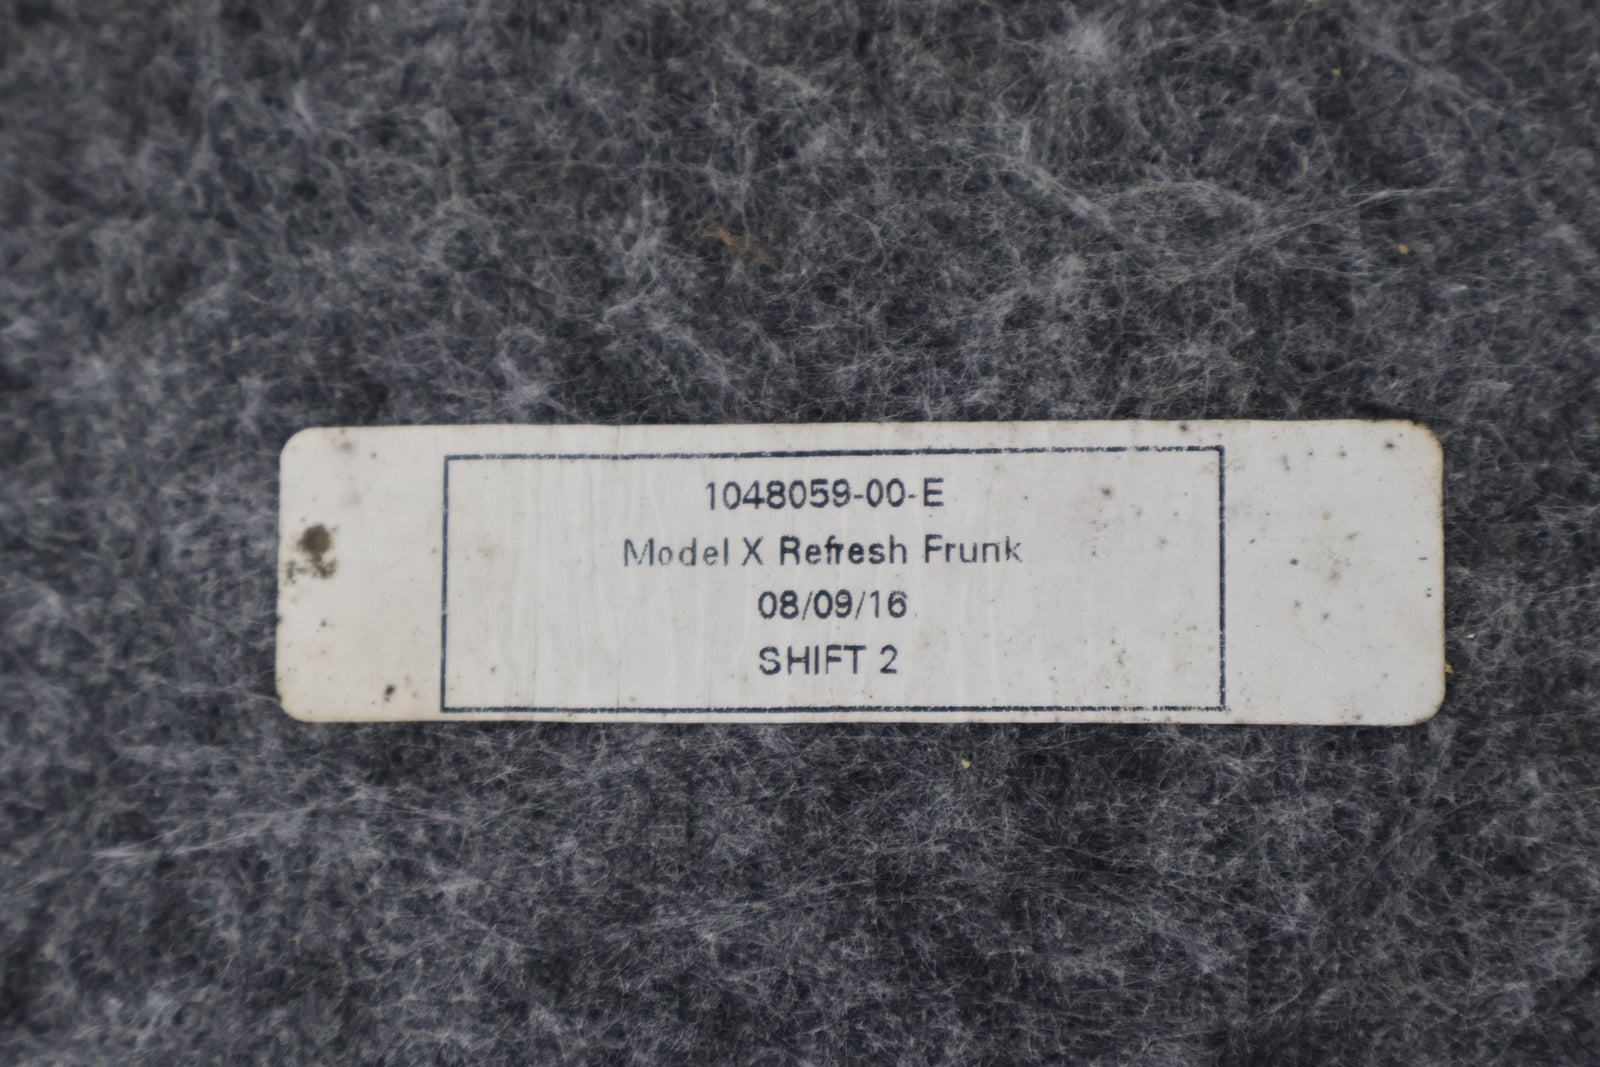 1048059-00-E
Model X Refresh Frunk
08/09/16
SHIFT 2